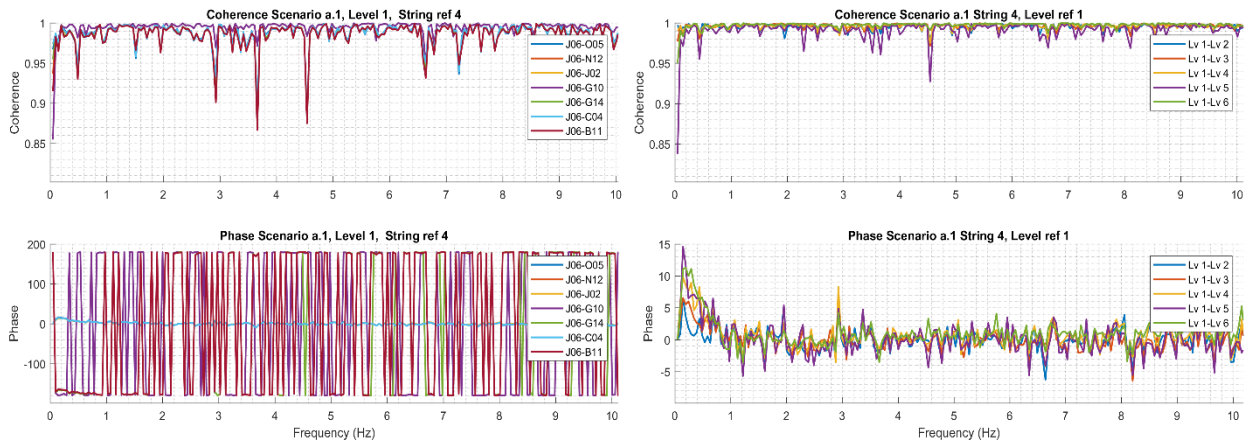 Coherence Scenario a.1, Level 1, String ref 4
Coherence
1
0.95
0.9
0.85
J06-O05
J06-N12
J06-J02
J06-G10
J06-G14
J06-C04
J06-B11
0 1 2 3 4 5 6 7 8 9 10
Coherence Scenario a.1 String 4, Level ref 1
Coherence
1
0.95
0.9
0.85
Lv 1-Lv 2
Lv 1-Lv 3
Lv 1-Lv 4
Lv 1-Lv 5
Lv 1-Lv 6
0 1 2 3 4 5 6 7 8 9 10
Phase Scenario a.1, Level 1, String ref 4
Phase
200
100
0
-100
J06-O05
J06-N12
J06-J02
J06-G10
J06-G14
J06-C04
J06-B11
0 1 2 3 4 5 6 7 8 9 10
Frequency (Hz)
Phase Scenario a.1 String 4, Level ref 1
Phase
15
10
5
0
-5
Lv 1-Lv 2
Lv 1-Lv 3
Lv 1-Lv 4
Lv 1-Lv 5
Lv 1-Lv 6
0 1 2 3 4 5 6 7 8 9 10
Frequency (Hz)